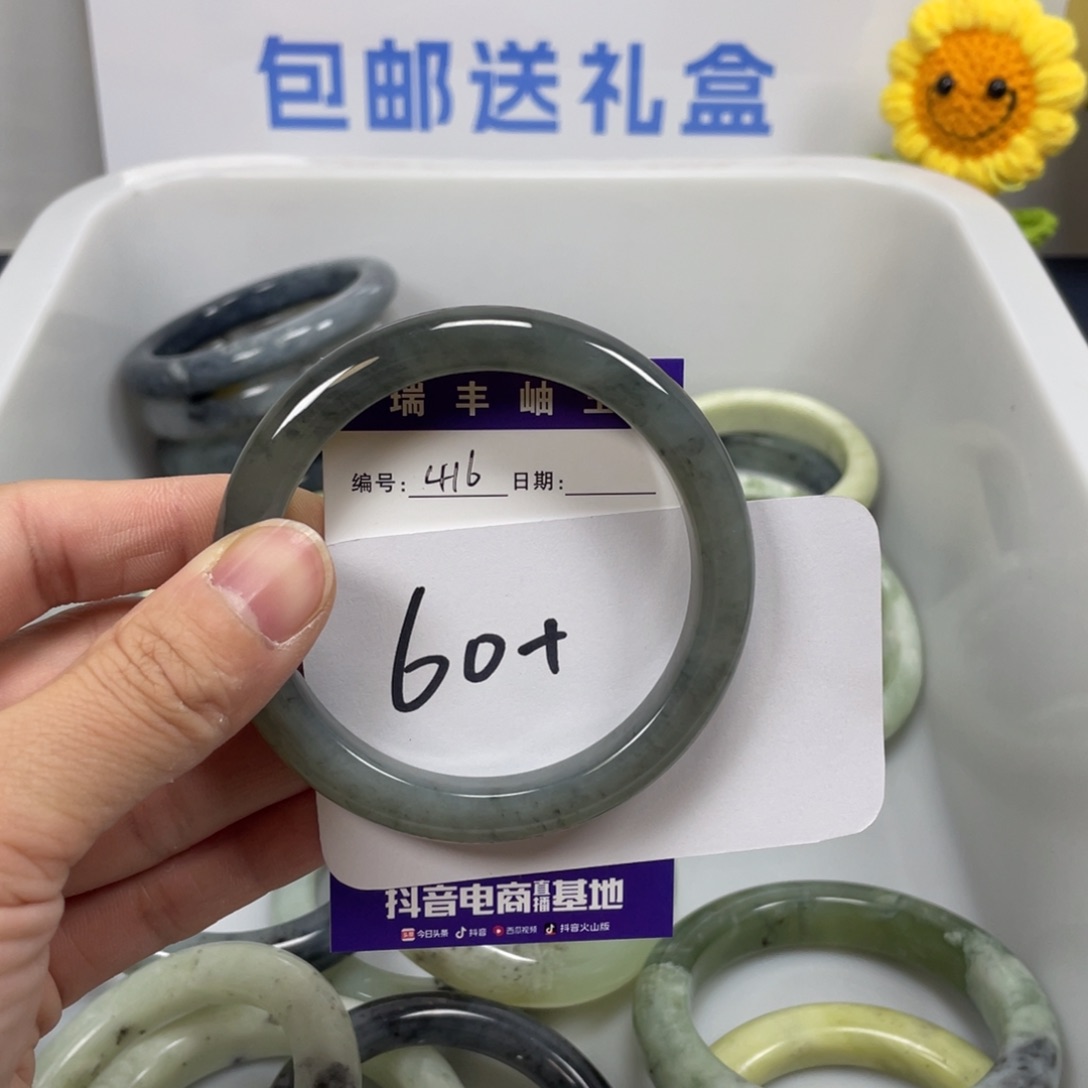 包邮送礼盒
瑞丰岫玉
编号: 416 日期:
60+
抖音电商直播基地
今日头条 抖音 西瓜视频 抖音火山版